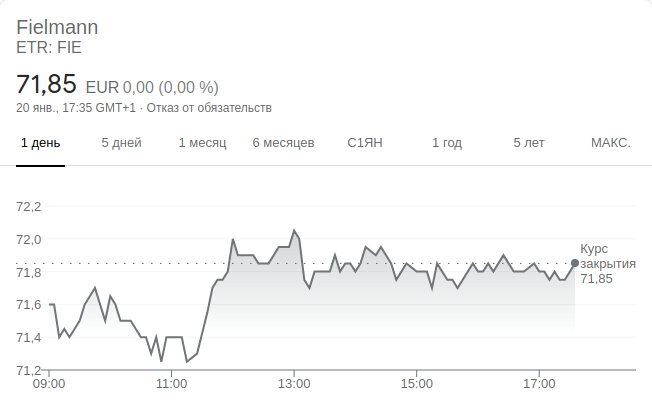 Fielmann
ETR: FIE
71,85 EUR 0,00 (0,00 %)
20 янв., 17:35 GMT+1 · Отказ от обязательств
1 день 5 дней 1 месяц 6 месяцев С1ЯН 1 год 5 лет МАКС.
72,2
72,0
Курс
закрытия
71,8
71,85
71,6
71,4
71,2
09:00 11:00 13:00 15:00 17:00